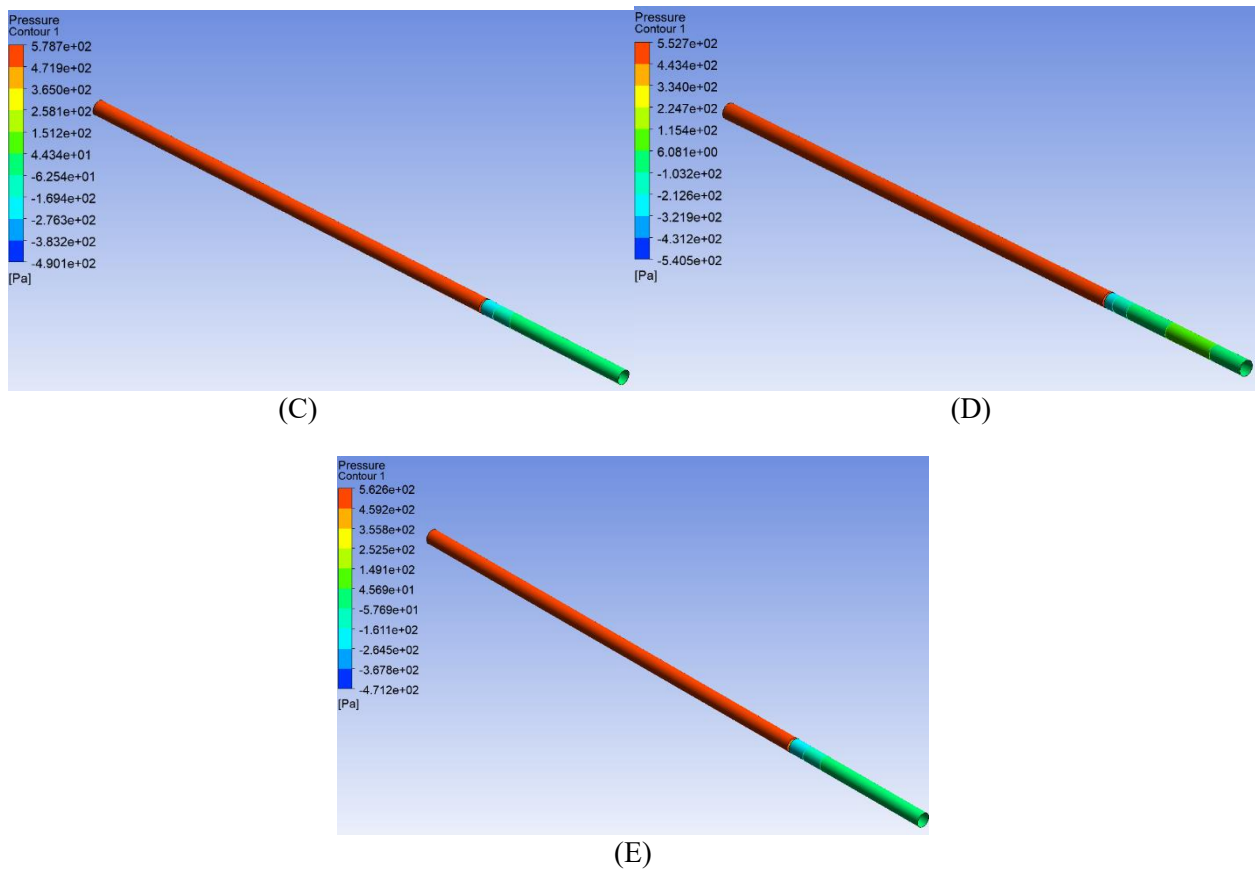 Pressure
Contour 1
5.787e+02
4.719e+02
3.650e+02
2.581e+02
1.512e+02
4.434e+01
-6.254e+01
-1.694e+02
-2.763e+02
-3.832e+02
-4.901e+02
[Pa]
(C)
Pressure
Contour 1
5.527e+02
4.434e+02
3.340e+02
2.247e+02
1.154e+02
6.081e+00
-1.032e+02
-2.126e+02
-3.219e+02
-4.312e+02
-5.405e+02
[Pa]
(D)
Pressure
Contour 1
5.626e+02
4.592e+02
3.558e+02
2.525e+02
1.491e+02
4.569e+01
-5.769e+01
-1.611e+02
-2.645e+02
-3.678e+02
-4.712e+02
[Pa]
(E)